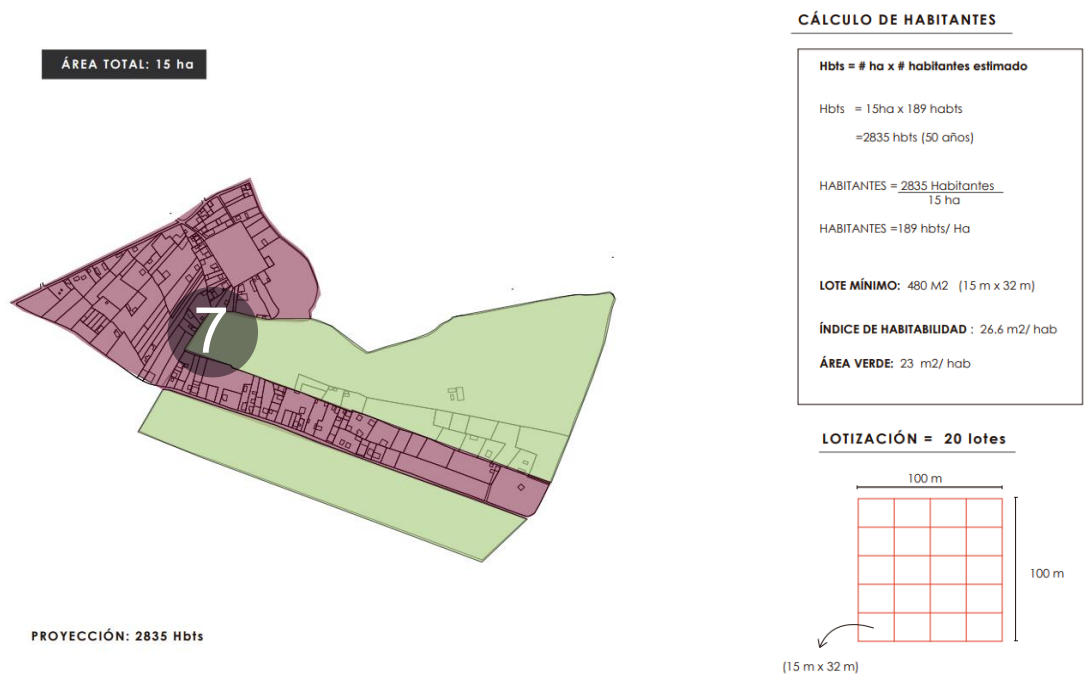 ÁREA TOTAL: 15 ha
7
PROYECCIÓN: 2835 Hbts
CÁLCULO DE HABITANTES
Hbts = # ha x # habitantes estimado
Hbts = 15ha x 189 habts
=2835 hbts (50 años)
HABITANTES = 2835 Habitantes
15 ha
HABITANTES =189 hbts/ Ha
LOTE MÍNIMO: 480 M2 (15 m x 32 m)
ÍNDICE DE HABITABILIDAD : 26.6 m2/ hab
ÁREA VERDE: 23 m2/ hab
LOTIZACIÓN = 20 lotes
100 m
100 m
(15 m x 32 m)